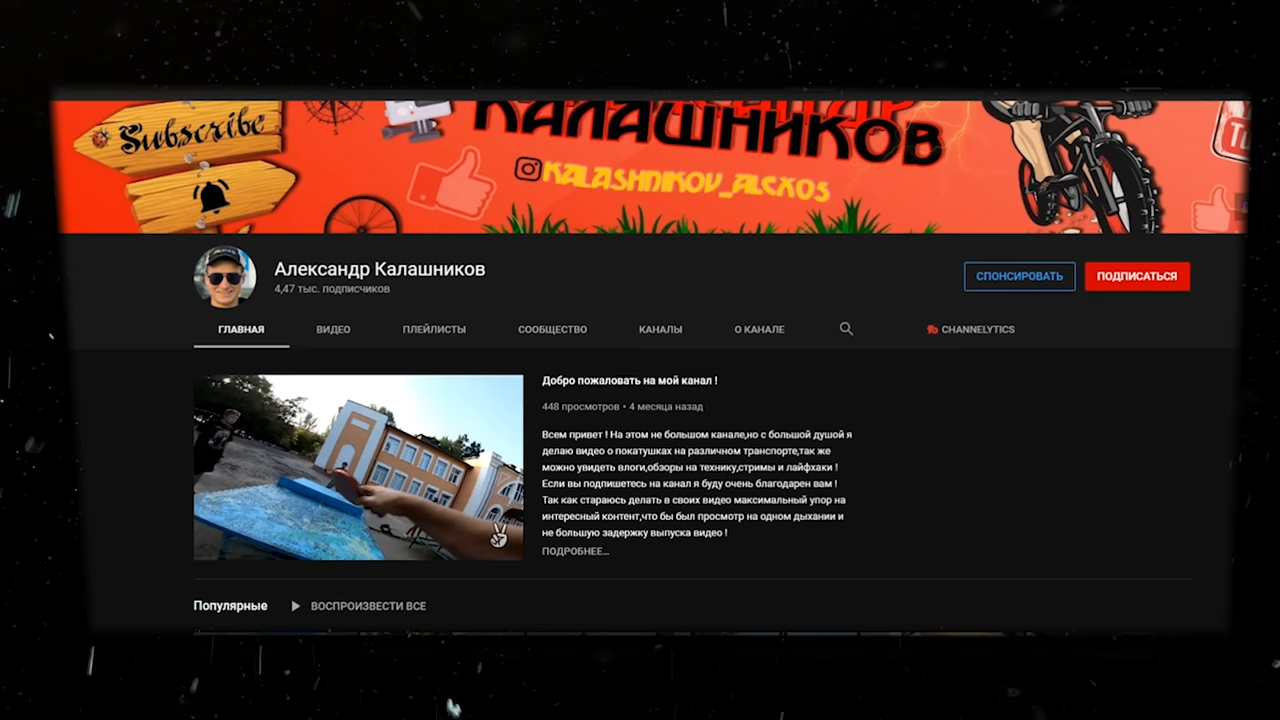 Subscribe
КАЛАШНИКОВ
KALASHNIKOV_ALEX05
Александр Калашников
4,47 тыс. подписчиков
СПОНСИРОВАТЬ
ПОДПИСАТЬСЯ
ГЛАВНАЯ
ВИДЕО
ПЛЕЙЛИСТЫ
СООБЩЕСТВО
КАНАЛЫ
О КАНАЛЕ
CHANNELYTICS
Добро пожаловать на мой канал !
448 просмотров • 4 месяца назад
Всем привет ! На этом не большом канале,но с большой душой я
делаю видео о покатушках на различном транспорте,так же
можно увидеть влоги,обзоры на технику,стримы и лайфхаки !
Если вы подпишетесь на канал я буду очень благодарен вам !
Так как стараюсь делать в своих видео максимальный упор на
интересный контент,что бы был просмотр на одном дыхании и
не большую задержку выпуска видео !
ПОДРОБНЕЕ...
Популярные
ВОСПРОИЗВЕСТИ ВСЕ